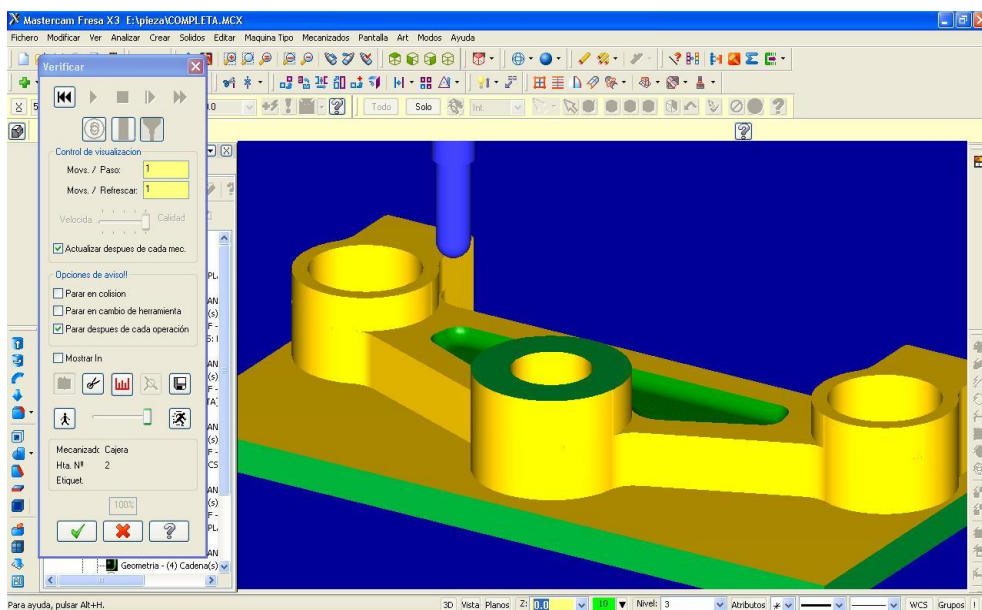 Mastercam Fresa X3 E:\pieza\COMPLETA.MCX
Fichero Modificar Ver Analizar Crear Solidos Editar Maquina Tipo Mecanizados Pantalla Art Modos Ayuda
Verificar
Todo Solo Int.
Control de visualizacion
Movs. / Paso: 1
Movs. / Refrescar: 1
Velocida Calidad
Actualizar despues de cada mec.
Opciones de aviso!!
Parar en colision
Parar en cambio de herramienta
Parar despues de cada operación
Mostrar In
Mecanizadc Cajera
Hta. Nº 2
Etiquet.
100%
Geometria - (4) Cadena(s)
Para ayuda, pulsar Alt+H.
3D Vista Planos Z: 0.0 10 Nivel: 3 Atributos WCS Grupos